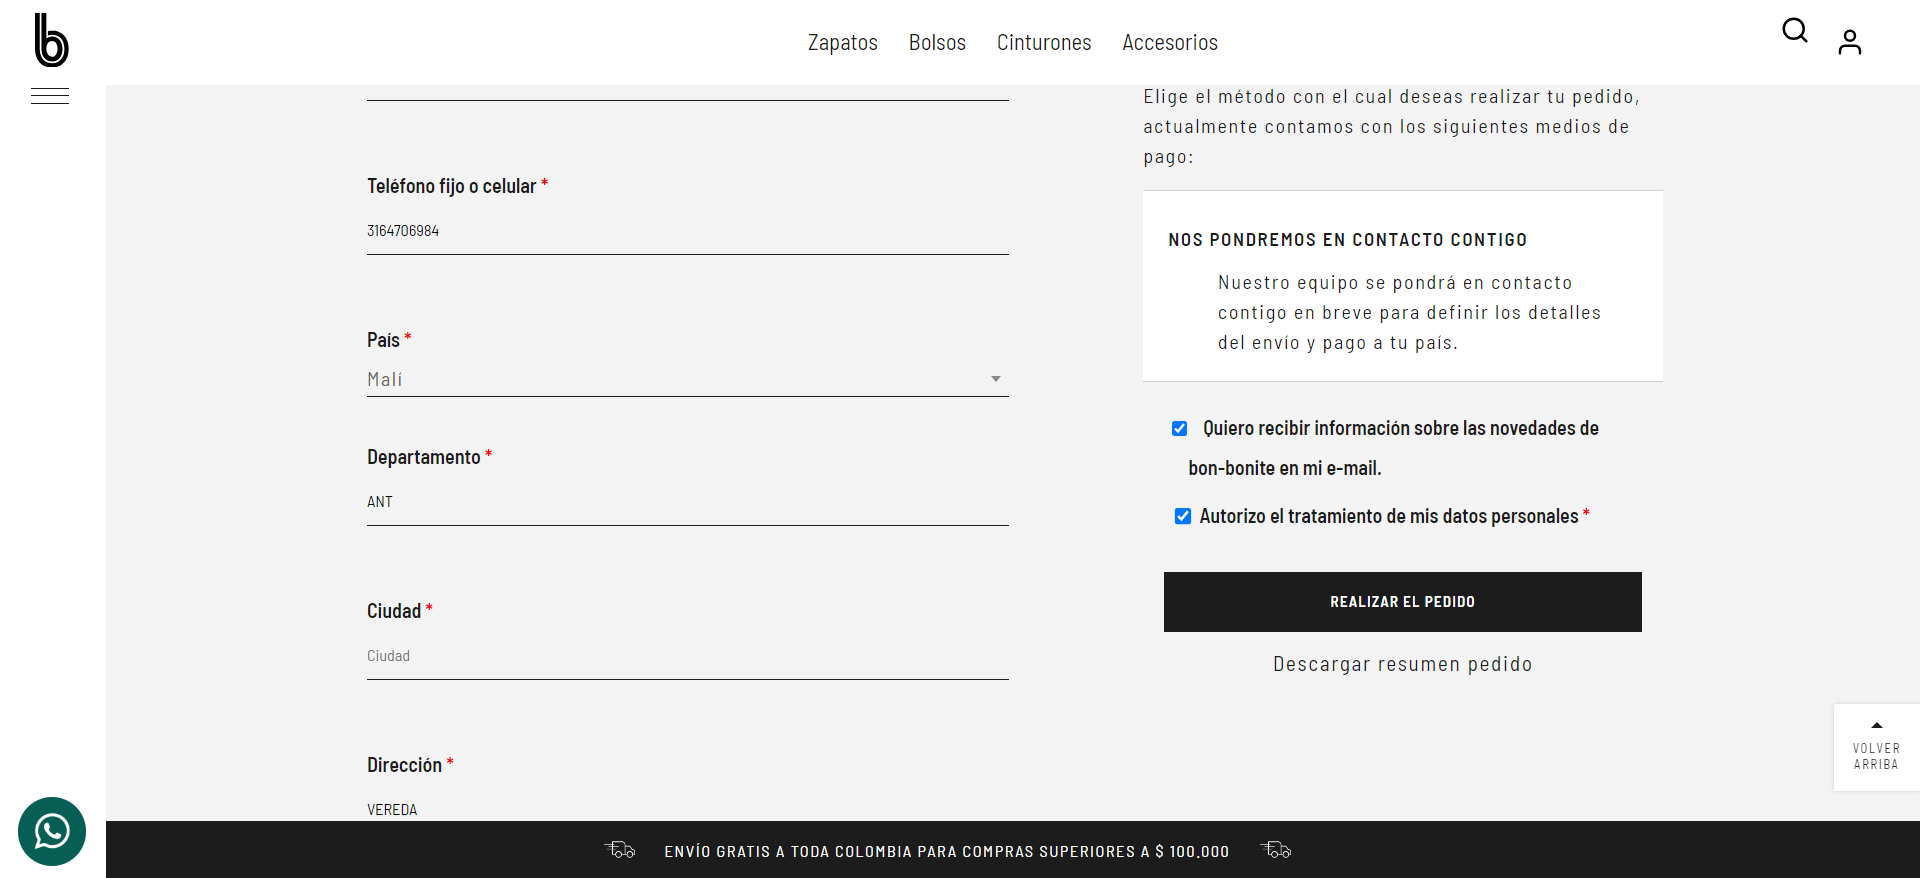 b
Zapatos Bolsos Cinturones Accesorios
Teléfono fijo o celular *
3164706984
País *
Malí
Departamento *
ANT
Ciudad *
Ciudad
Dirección *
VEREDA
Elige el método con el cual deseas realizar tu pedido,
actualmente contamos con los siguientes medios de
pago:
NOS PONDREMOS EN CONTACTO CONTIGO
Nuestro equipo se pondrá en contacto
contigo en breve para definir los detalles
del envío y pago a tu país.
Quiero recibir información sobre las novedades de
bon-bonite en mi e-mail.
Autorizo el tratamiento de mis datos personales *
REALIZAR EL PEDIDO
Descargar resumen pedido
VOLVER
ARRIBA
ENVÍO GRATIS A TODA COLOMBIA PARA COMPRAS SUPERIORES A $ 100.000